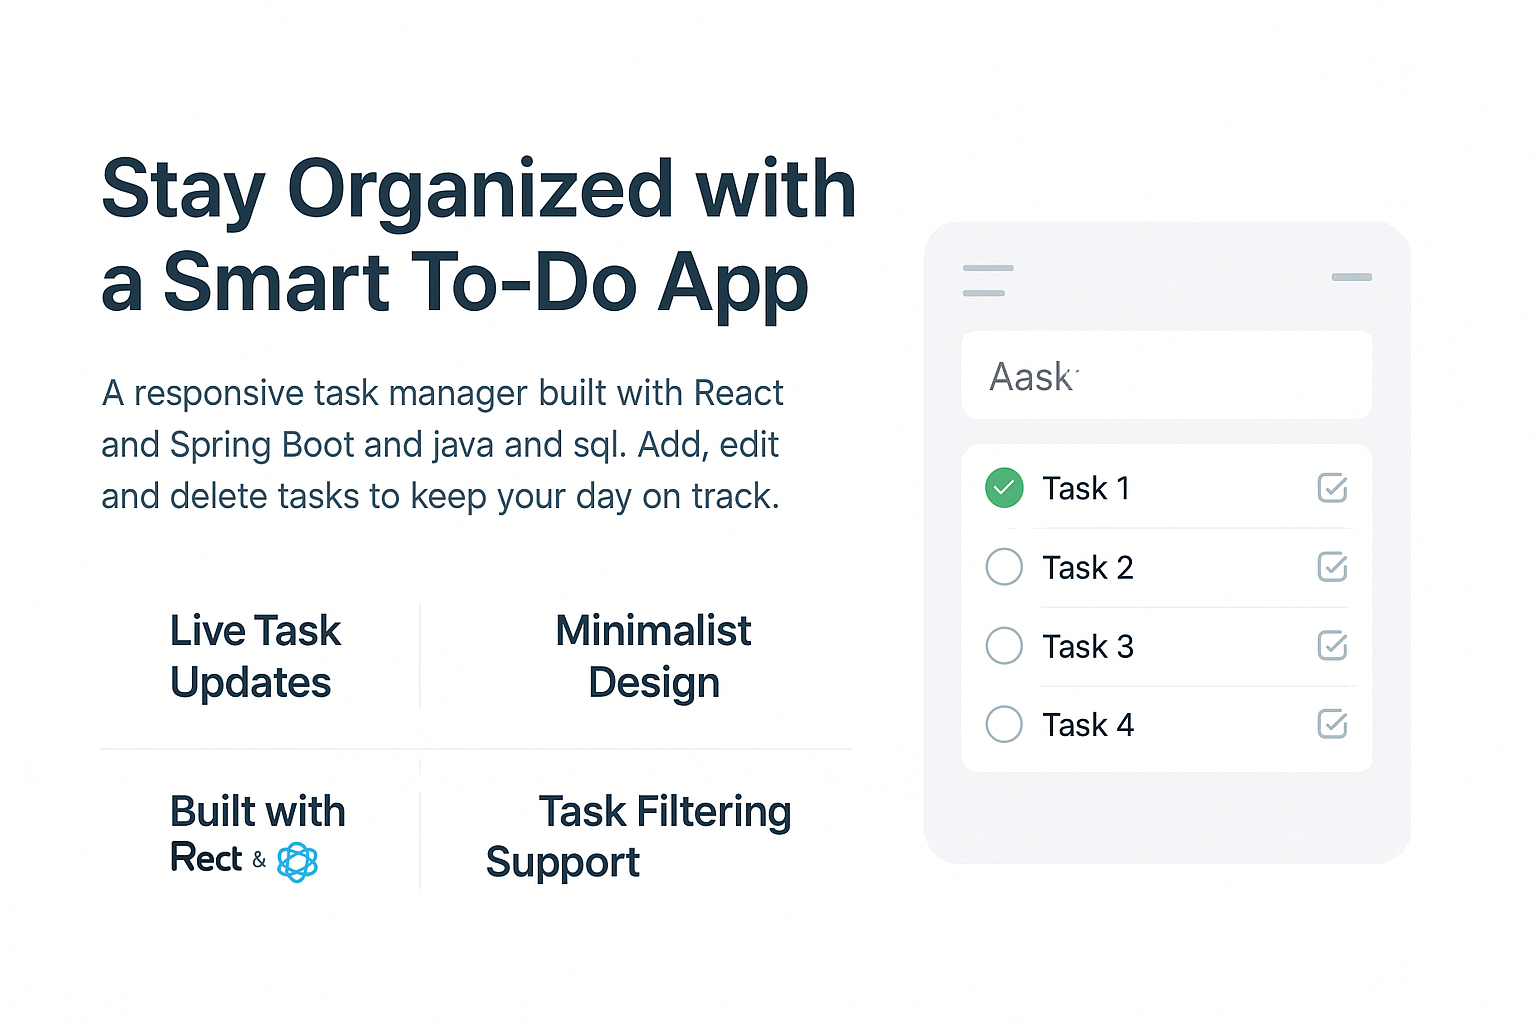 Stay Organized with
a Smart To-Do App
A responsive task manager built with React
and Spring Boot and java and sql. Add, edit
and delete tasks to keep your day on track.
Live Task
Updates
Minimalist
Design
Built with
Rect &
Task Filtering
Support
Aask
Task 1
Task 2
Task 3
Task 4